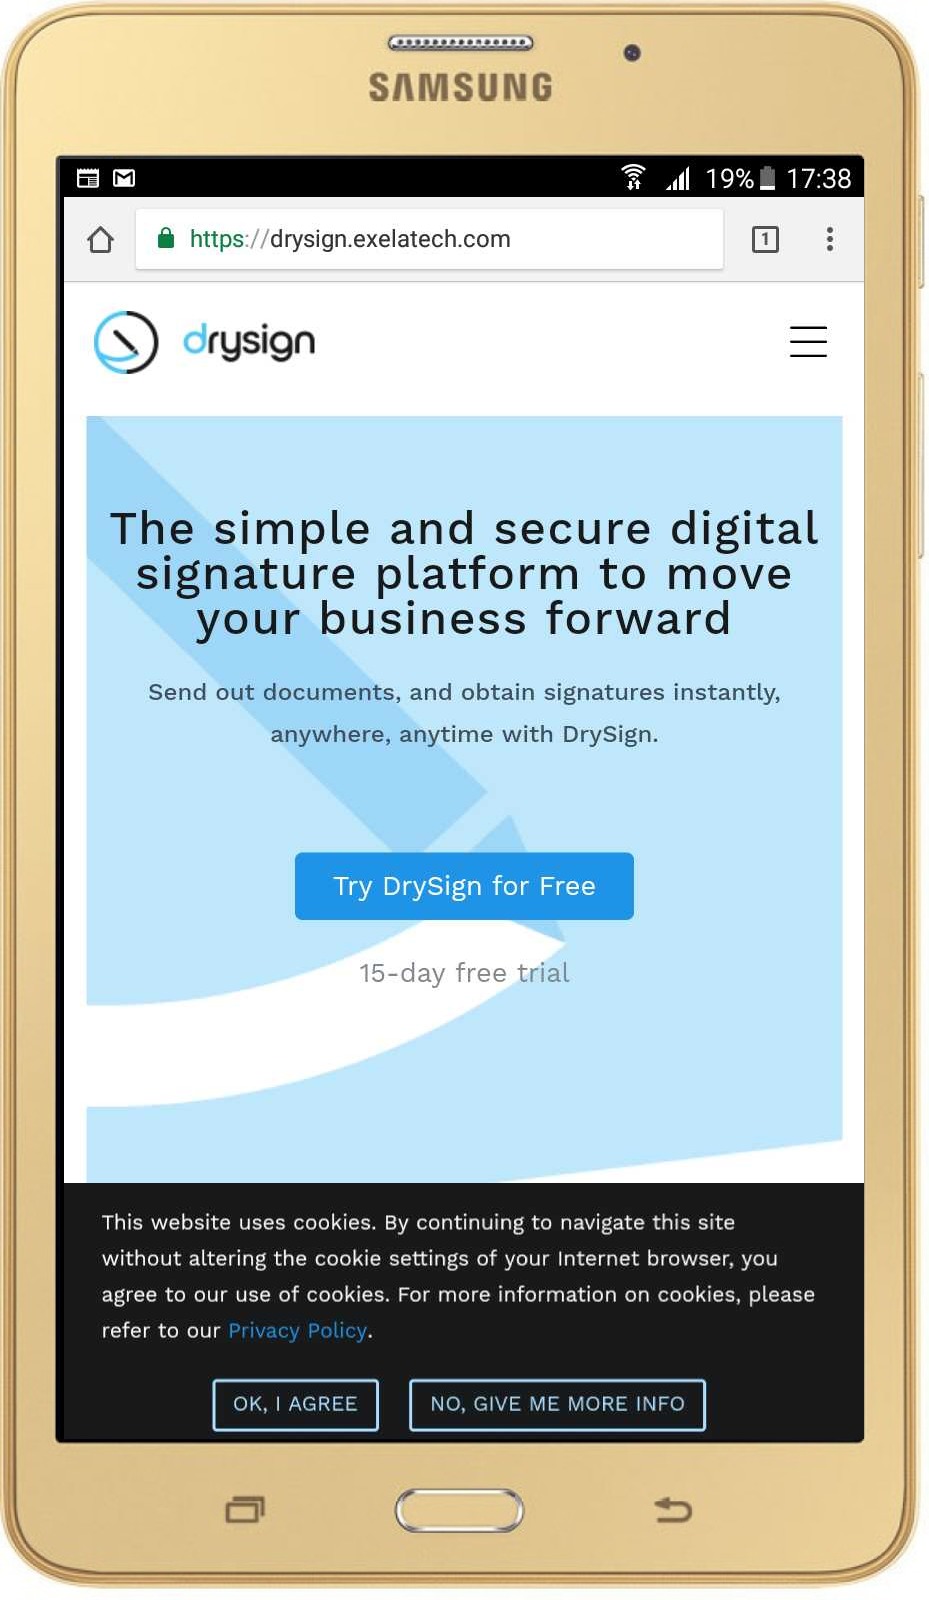 SAMSUNG
19% 17:38
https://drysign.exelatech.com 1
drysign
The simple and secure digital
signature platform to move
your business forward
Send out documents, and obtain signatures instantly,
anywhere, anytime with DrySign.
Try DrySign for Free
15-day free trial
This website uses cookies. By continuing to navigate this site
without altering the cookie settings of your Internet browser, you
agree to our use of cookies. For more information on cookies, please
refer to our Privacy Policy.
OK, I AGREE NO, GIVE ME MORE INFO